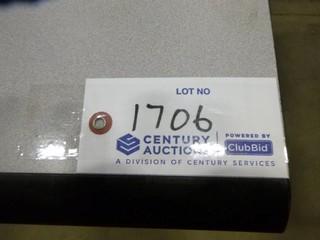 LOT NO
1706
CENTURY AUCTIONS
POWERED BY ClubBid
A DIVISION OF CENTURY SERVICES